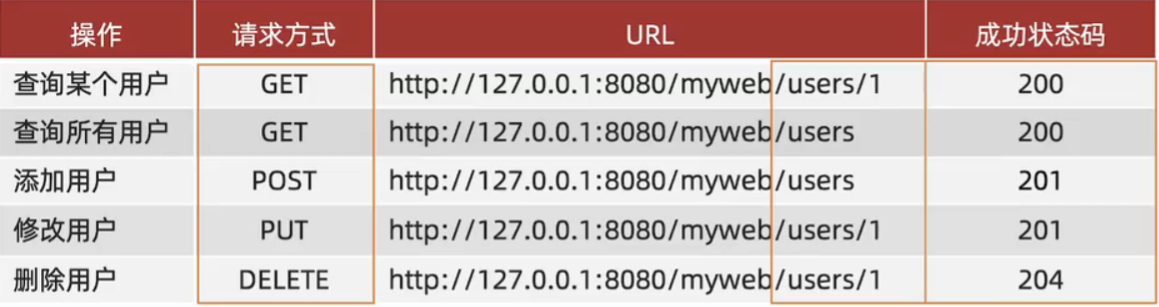 操作 请求方式 URL 成功状态码
查询某个用户 GET http://127.0.0.1:8080/myweb/users/1 200
查询所有用户 GET http://127.0.0.1:8080/myweb/users 200
添加用户 POST http://127.0.0.1:8080/myweb/users 201
修改用户 PUT http://127.0.0.1:8080/myweb/users/1 201
删除用户 DELETE http://127.0.0.1:8080/myweb/users/1 204